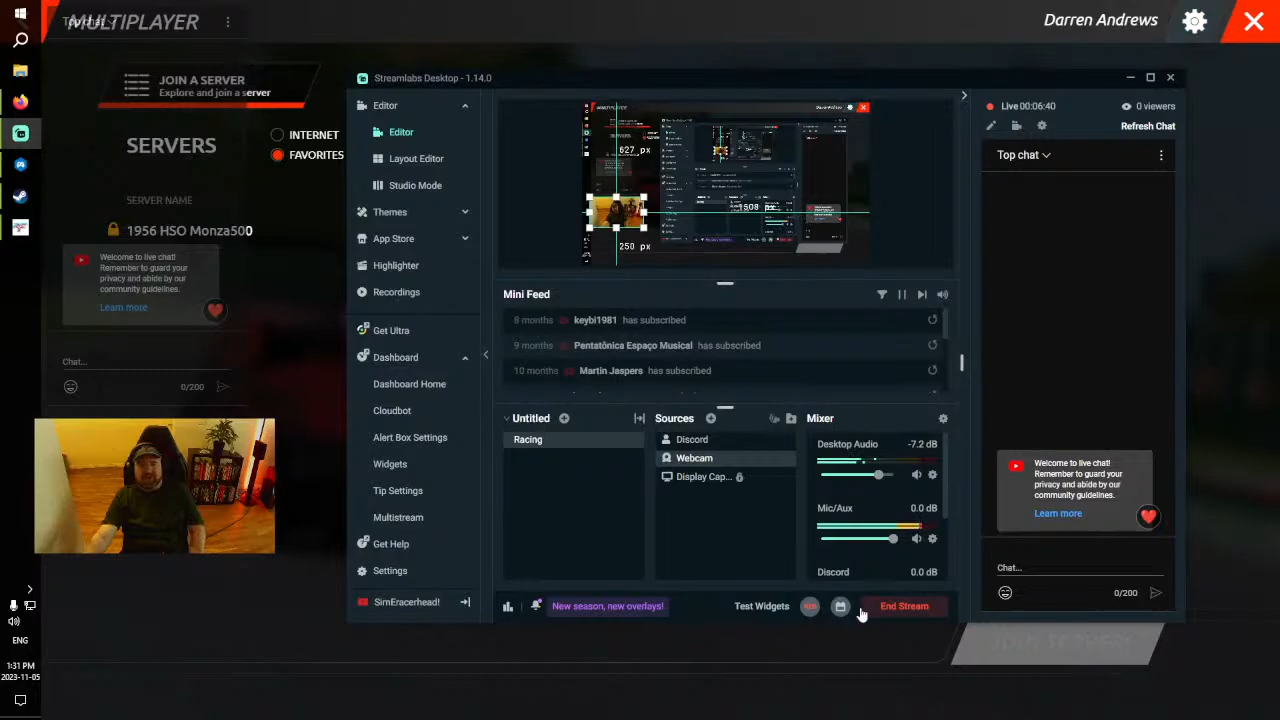 MULTIPLAYER
Top chat
Darren Andrews
JOIN A SERVER
Explore and join a server
SERVERS
INTERNET
FAVORITES
SERVER NAME
1956 HSO Monza500
Welcome to live chat!
Remember to guard your
privacy and abide by our
community guidelines.
Learn more
Chat...
0/200
ENG
1:31 PM
2023-11-05
Streamlabs Desktop - 1.14.0
Editor
Editor
Layout Editor
Studio Mode
Themes
App Store
Highlighter
Recordings
Get Ultra
Dashboard
Dashboard Home
Cloudbot
Alert Box Settings
Widgets
Tip Settings
Multistream
Get Help
Settings
SimEracerhead!
627 px
1508 px
250 px
Mini Feed
8 months keybi1981 has subscribed
9 months Pentatônica Espaço Musical has subscribed
10 months Martin Jaspers has subscribed
Untitled
Racing
Sources
Discord
Webcam
Display Cap...
Mixer
Desktop Audio -7.2 dB
Mic/Aux 0.0 dB
Discord 0.0 dB
New season, new overlays!
Test Widgets
REC
End Stream
Live 00:06:40
0 viewers
Refresh Chat
Top chat
Welcome to live chat!
Remember to guard your
privacy and abide by our
community guidelines.
Learn more
Chat...
0/200
JOIN SERVER